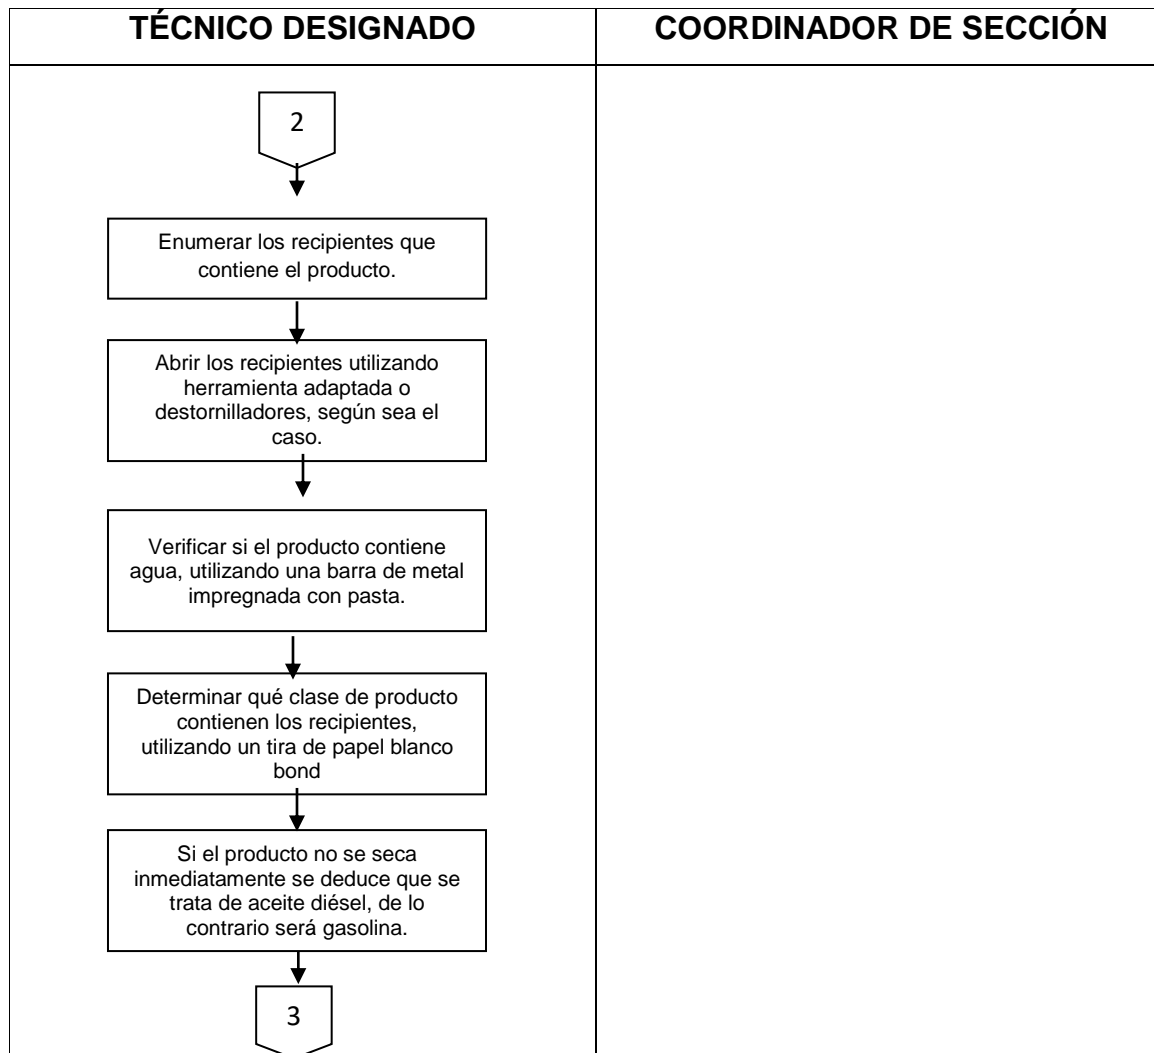 TÉCNICO DESIGNADO
COORDINADOR DE SECCIÓN
2
Enumerar los recipientes que
contiene el producto.
Abrir los recipientes utilizando
herramienta adaptada o
destornilladores, según sea el
caso.
Verificar si el producto contiene
agua, utilizando una barra de metal
impregnada con pasta.
Determinar qué clase de producto
contienen los recipientes,
utilizando un tira de papel blanco
bond
Si el producto no se seca
inmediatamente se deduce que se
trata de aceite diésel, de lo
contrario será gasolina.
3